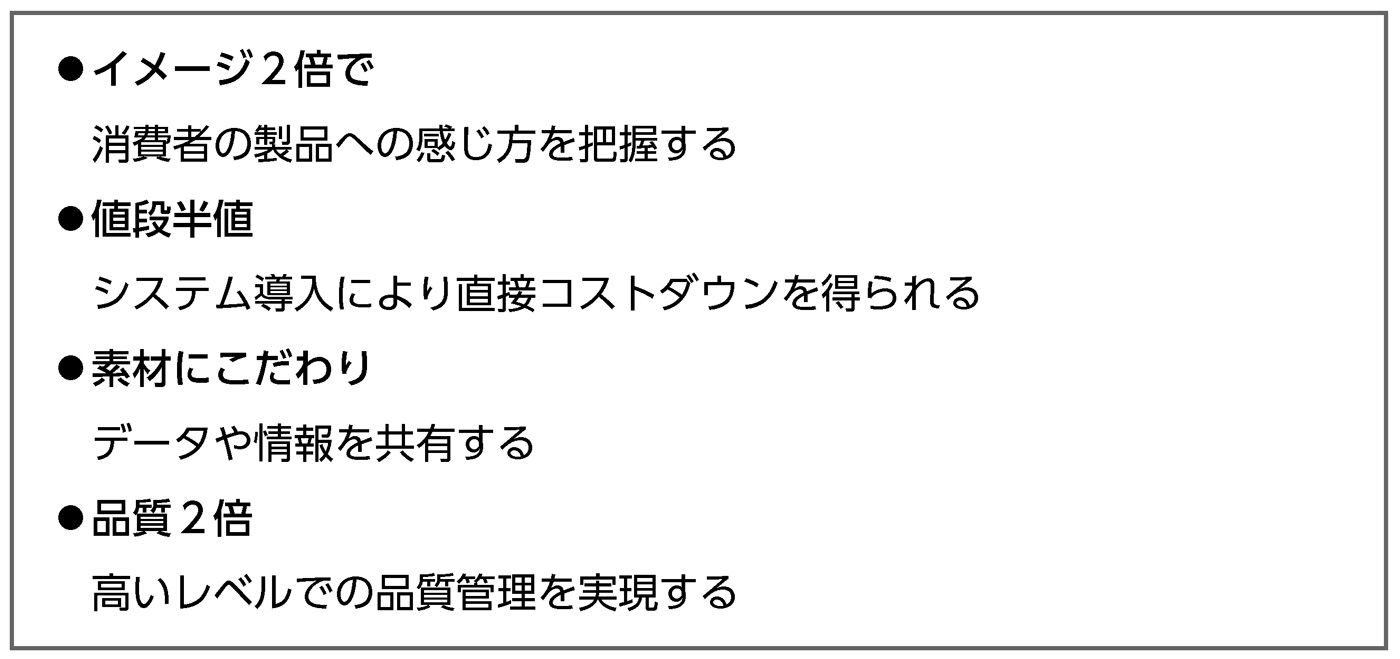 ●イメージ２倍で
消費者の製品への感じ方を把握する
●値段半値
システム導入により直接コストダウンを得られる
●素材にこだわり
データや情報を共有する
●品質２倍
高いレベルでの品質管理を実現する